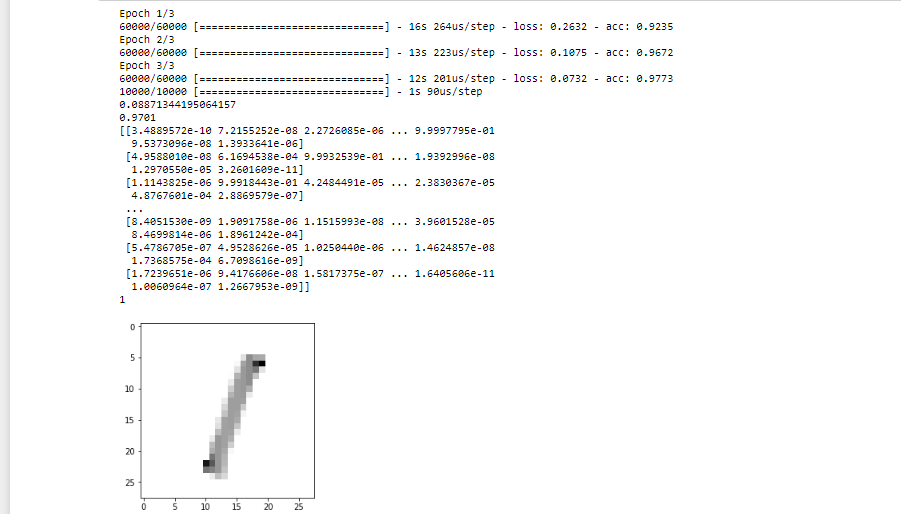 Epoch 1/3
60000/60000 [==============================] - 16s 264us/step - loss: 0.2632 - acc: 0.9235
Epoch 2/3
60000/60000 [==============================] - 13s 223us/step - loss: 0.1075 - acc: 0.9672
Epoch 3/3
60000/60000 [==============================] - 12s 201us/step - loss: 0.0732 - acc: 0.9773
10000/10000 [==============================] - 1s 90us/step
0.08871344195064157
0.9701
[[3.4889572e-10 7.2155252e-08 2.2726085e-06 ... 9.9997795e-01
9.5373096e-08 1.3933641e-06]
[4.9588010e-08 6.1694538e-04 9.9932539e-01 ... 1.9392996e-08
1.2970550e-05 3.2601609e-11]
[1.1143825e-06 9.9918443e-01 4.2484491e-05 ... 2.3830367e-05
4.8767601e-04 2.8869579e-07]
...
[8.4051530e-09 1.9091758e-06 1.1515993e-08 ... 3.9601528e-05
8.4699814e-06 1.8961242e-04]
[5.4786705e-07 4.9528626e-05 1.0250440e-06 ... 1.4624857e-08
1.7368575e-04 6.7098616e-09]
[1.7239651e-06 9.4176606e-08 1.5817375e-07 ... 1.6405606e-11
1.0060964e-07 1.2667953e-09]]
1
0
5
10
15
20
25
0 5 10 15 20 25